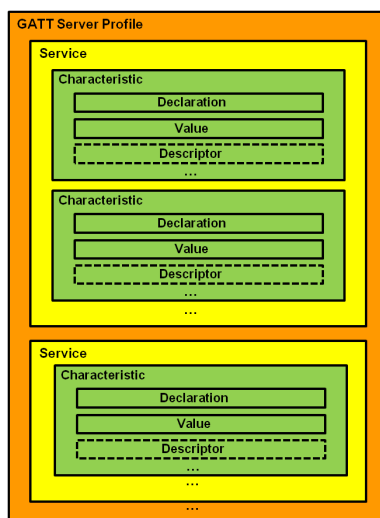 GATT Server Profile
Service
Characteristic
Declaration
Value
Descriptor
...
Characteristic
Declaration
Value
Descriptor
...
...
Service
Characteristic
Declaration
Value
Descriptor
...
...
...